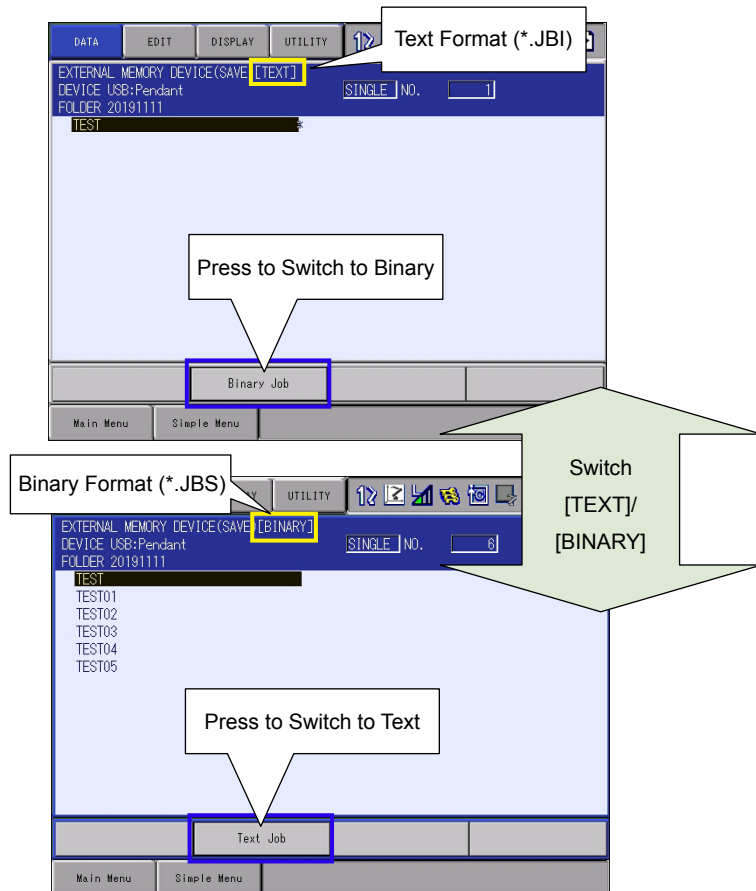 DATA
EDIT
DISPLAY
UTILITY
Text Format (*.JBI)
EXTERNAL MEMORY DEVICE(SAVE)[TEXT]
DEVICE USB:Pendant
SINGLE NO. 1
FOLDER 20191111
TEST *
Press to Switch to Binary
Binary Job
Main Menu
Simple Menu
Switch
[TEXT]/
[BINARY]
Binary Format (*.JBS)
UTILITY
EXTERNAL MEMORY DEVICE(SAVE)[BINARY]
DEVICE USB:Pendant
SINGLE NO. 6
FOLDER 20191111
TEST
TEST01
TEST02
TEST03
TEST04
TEST05
Press to Switch to Text
Text Job
Main Menu
Simple Menu